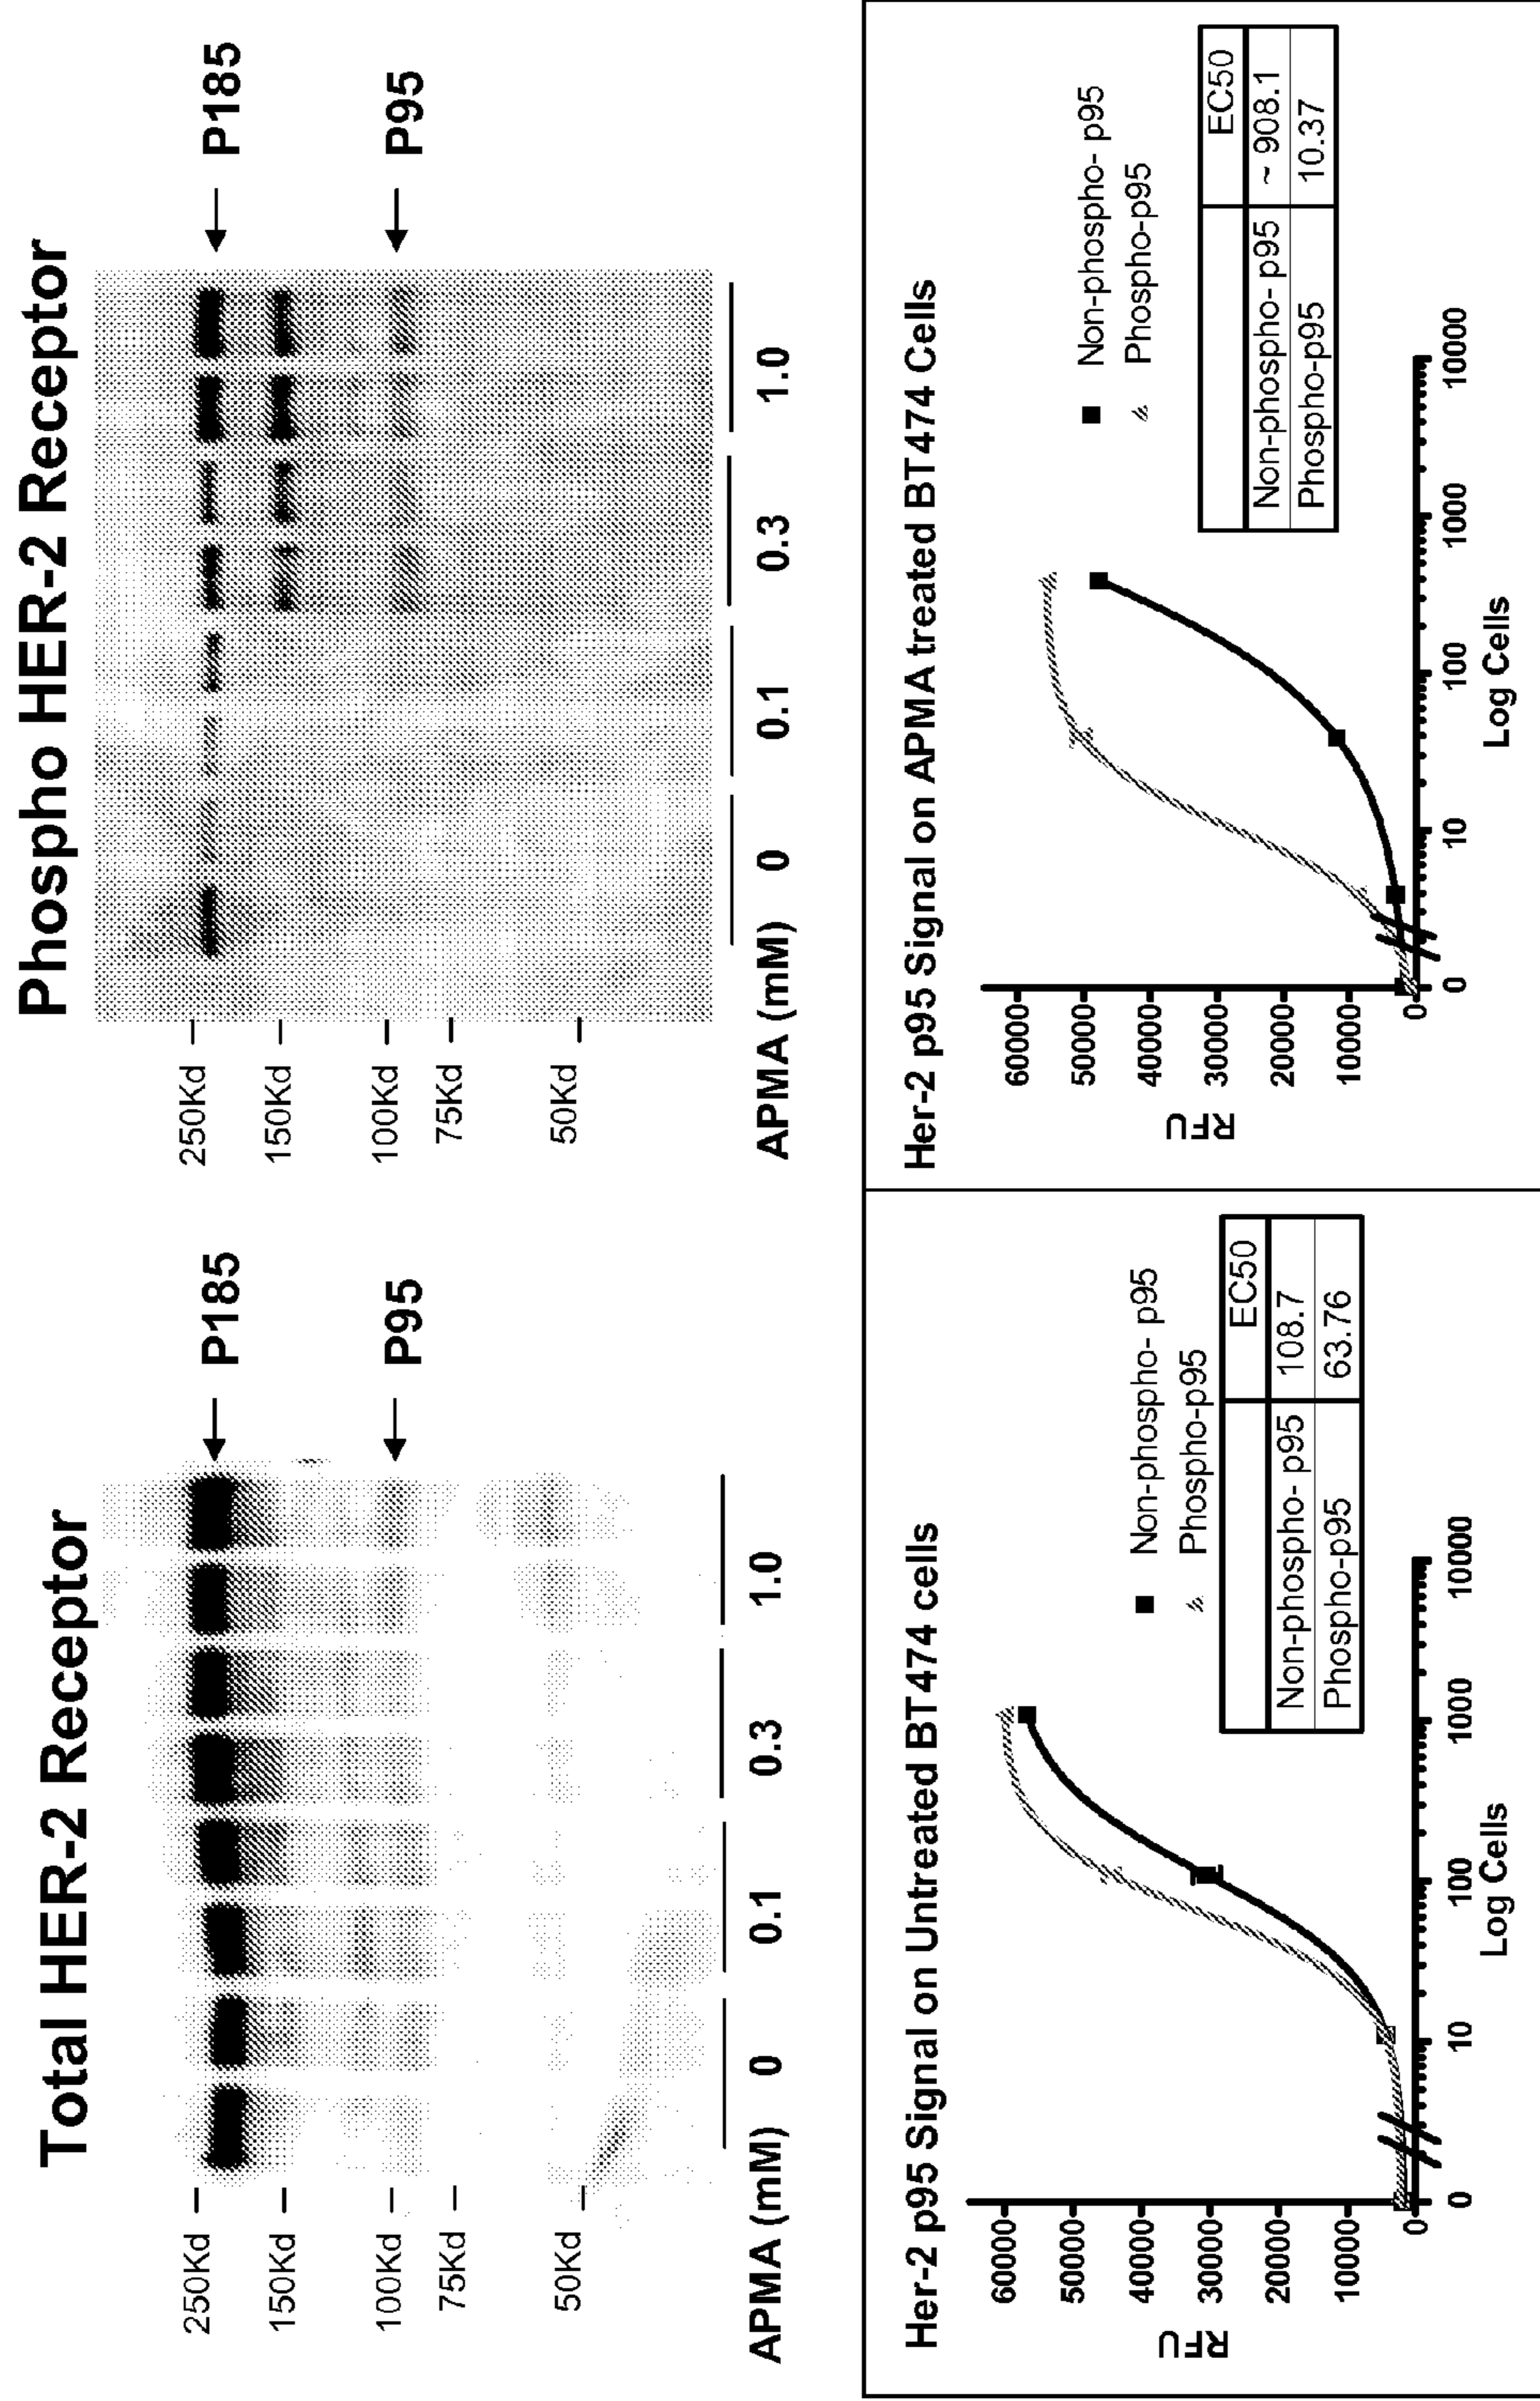 Total HER-2 Receptor
250Kd
150Kd
100Kd
75Kd
50Kd
P185
P95
APMA (mM) 0 0.1 0.3 1.0
Phospho HER-2 Receptor
250Kd
150Kd
100Kd
75Kd
50Kd
P185
P95
APMA (mM) 0 0.1 0.3 1.0
Her-2 p95 Signal on Untreated BT474 cells
RFU
60000
50000
40000
30000
20000
10000
0
0 10 100 1000 10000
Log Cells
Non-phospho- p95
Phospho-p95
EC50
Non-phospho- p95 108.7
Phospho-p95 63.76
Her-2 p95 Signal on APMA treated BT474 Cells
RFU
60000
50000
40000
30000
20000
10000
0
0 10 100 1000 10000
Log Cells
Non-phospho- p95
Phospho-p95
EC50
Non-phospho- p95 ~ 908.1
Phospho-p95 10.37